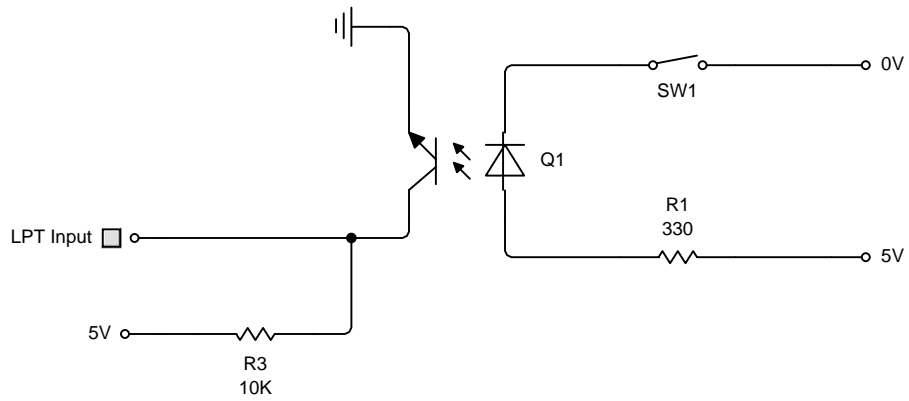 0V
SW1
Q1
R1
330
LPT Input
5V
5V
R3
10K